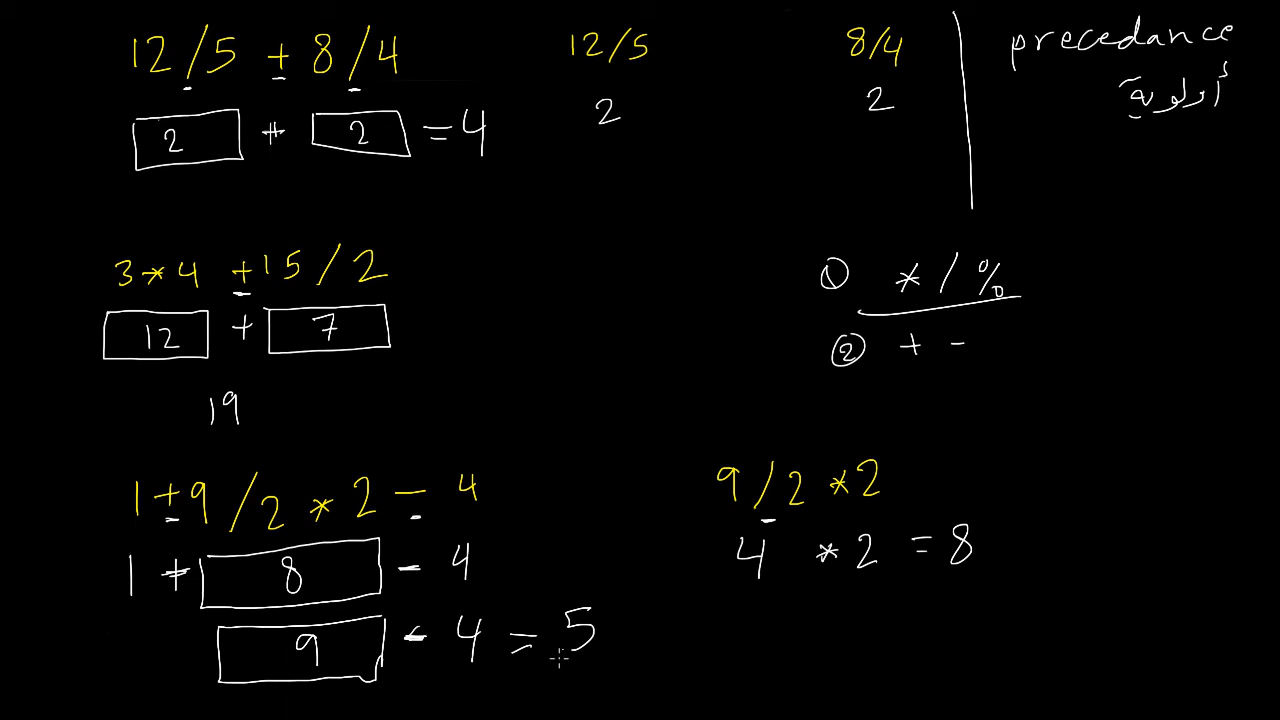 12/5 + 8/4
2 + 2 = 4
12/5
2
8/4
2
precedance
أولوية
3*4 + 15/2
12 + 7
19
① * / %
② + -
1+9/2*2-4
1 + 8 - 4
9 - 4 = 5
9/2*2
4 *2 = 8